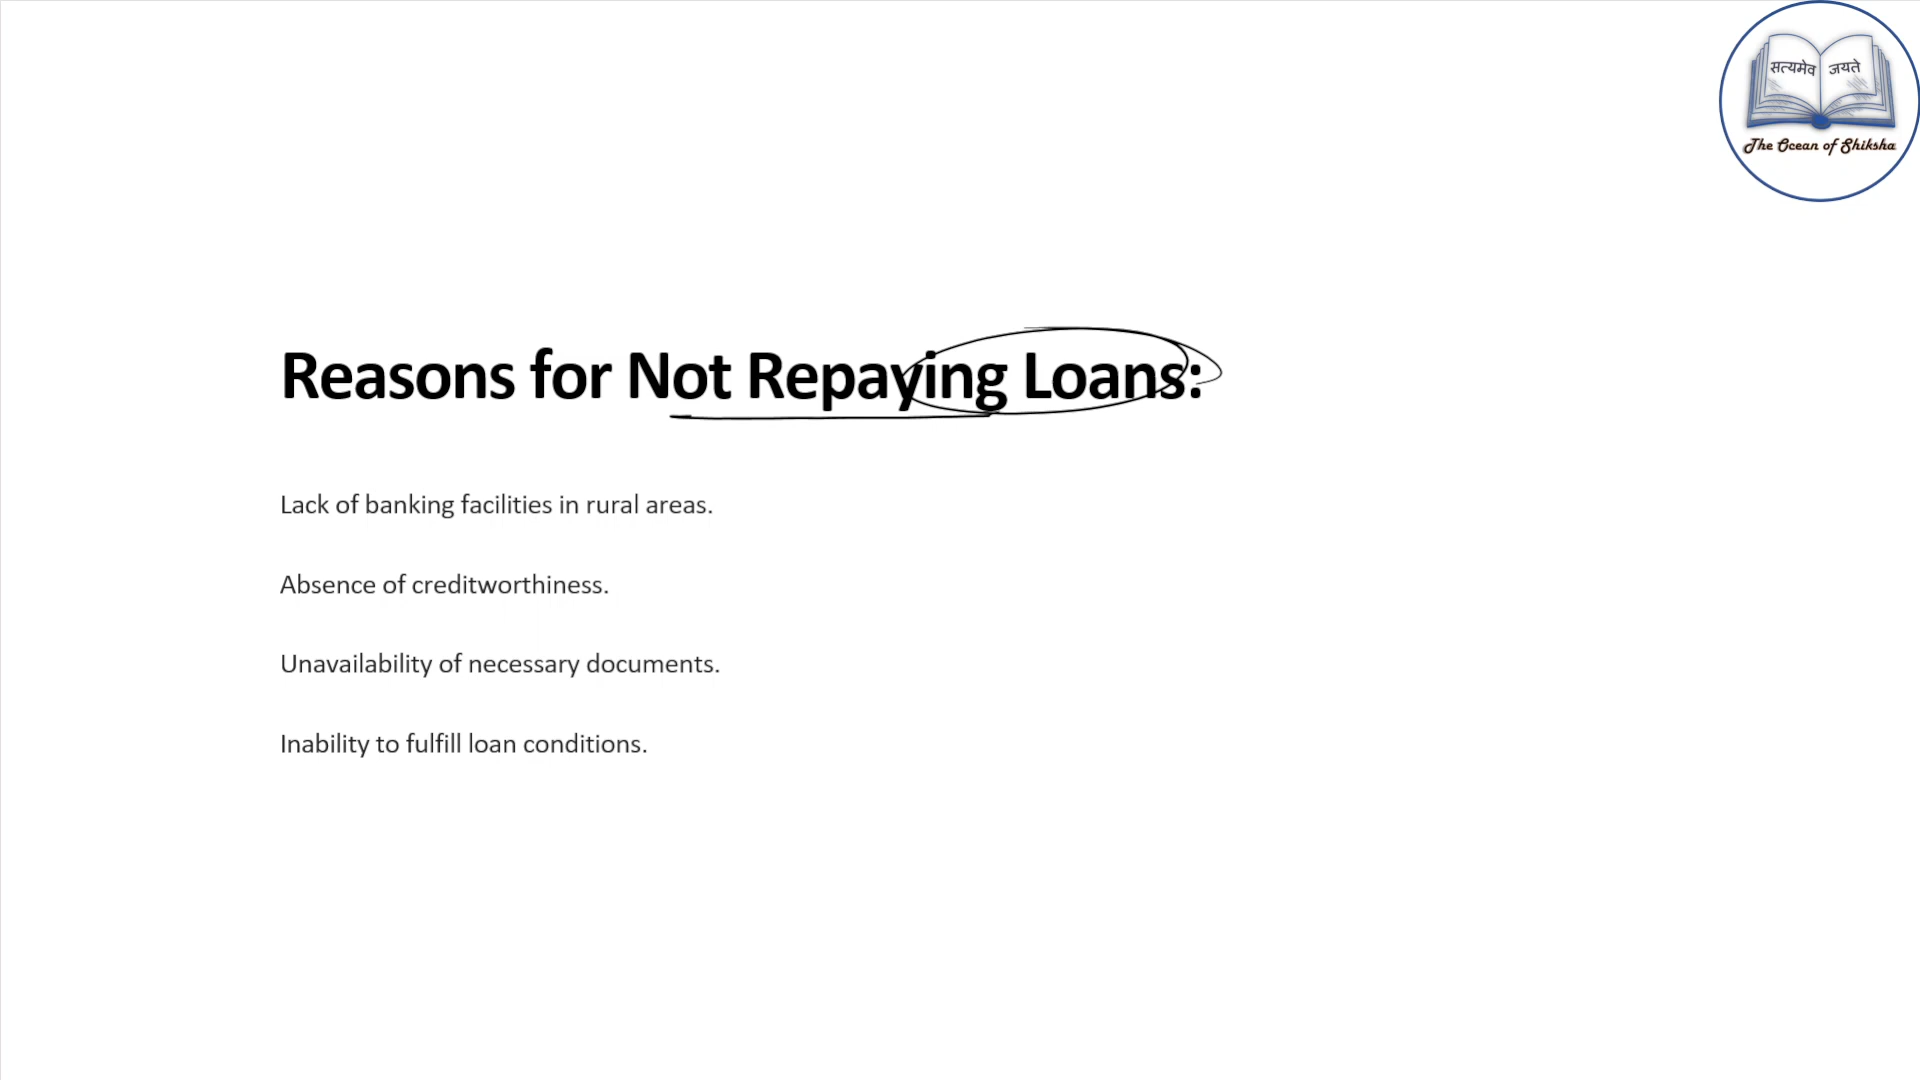 सत्यमेव जयते
The Ocean of Shiksha
Reasons for Not Repaying Loans:
Lack of banking facilities in rural areas.
Absence of creditworthiness.
Unavailability of necessary documents.
Inability to fulfill loan conditions.